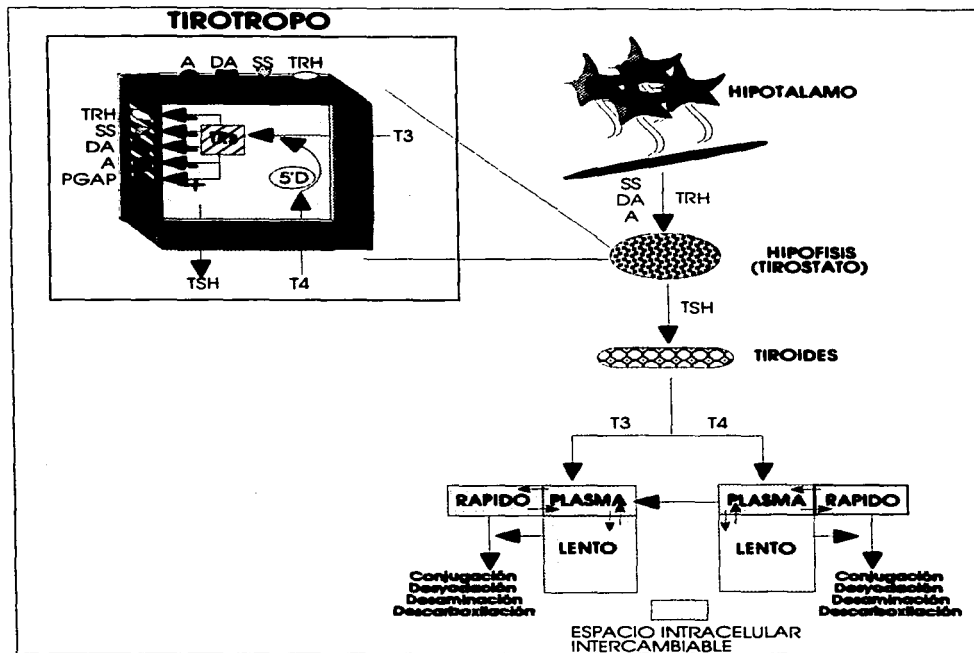 TIROTROPO
A DA SS TRH
TRH
SS
DA
A
PGAP
T3
5'D
TSH
T4
HIPOTALAMO
SS
DA
A
TRH
HIPOFISIS
(TIROSTATO)
TSH
TIROIDES
T3
T4
RAPIDO
PLASMA
LENTO
PLASMA
RAPIDO
LENTO
Conjugación
Desyodación
Desaminación
Descarboxilación
Conjugación
Desyodación
Desaminación
Descarboxilación
ESPACIO INTRACELULAR
INTERCAMBIABLE